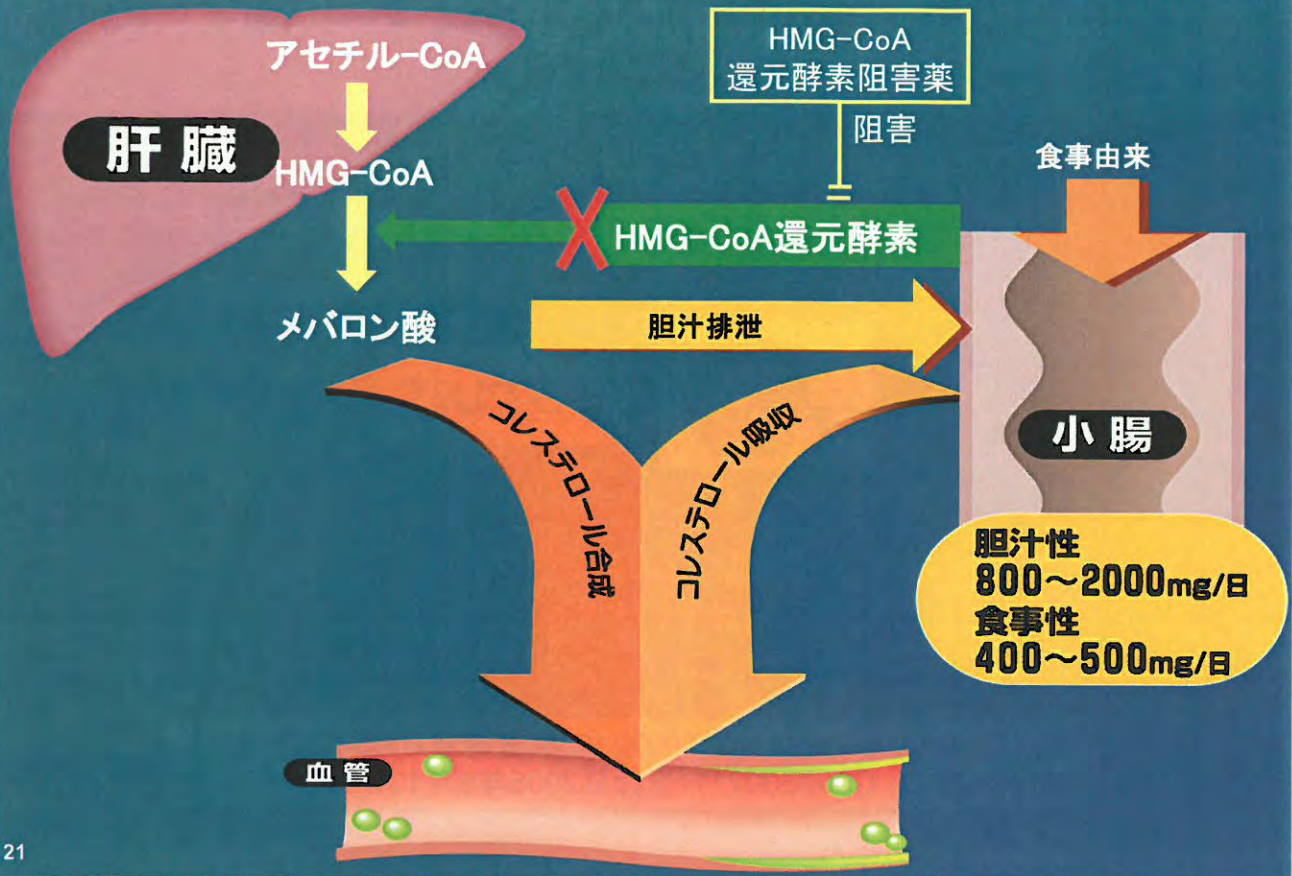 アセチル-CoA
肝臓
HMG-CoA
メバロン酸
HMG-CoA
還元酵素阻害薬
阻害
HMG-CoA還元酵素
食事由来
胆汁排泄
コレステロール合成
コレステロール吸収
小腸
胆汁性
800～2000mg/日
食事性
400～500mg/日
血管
21